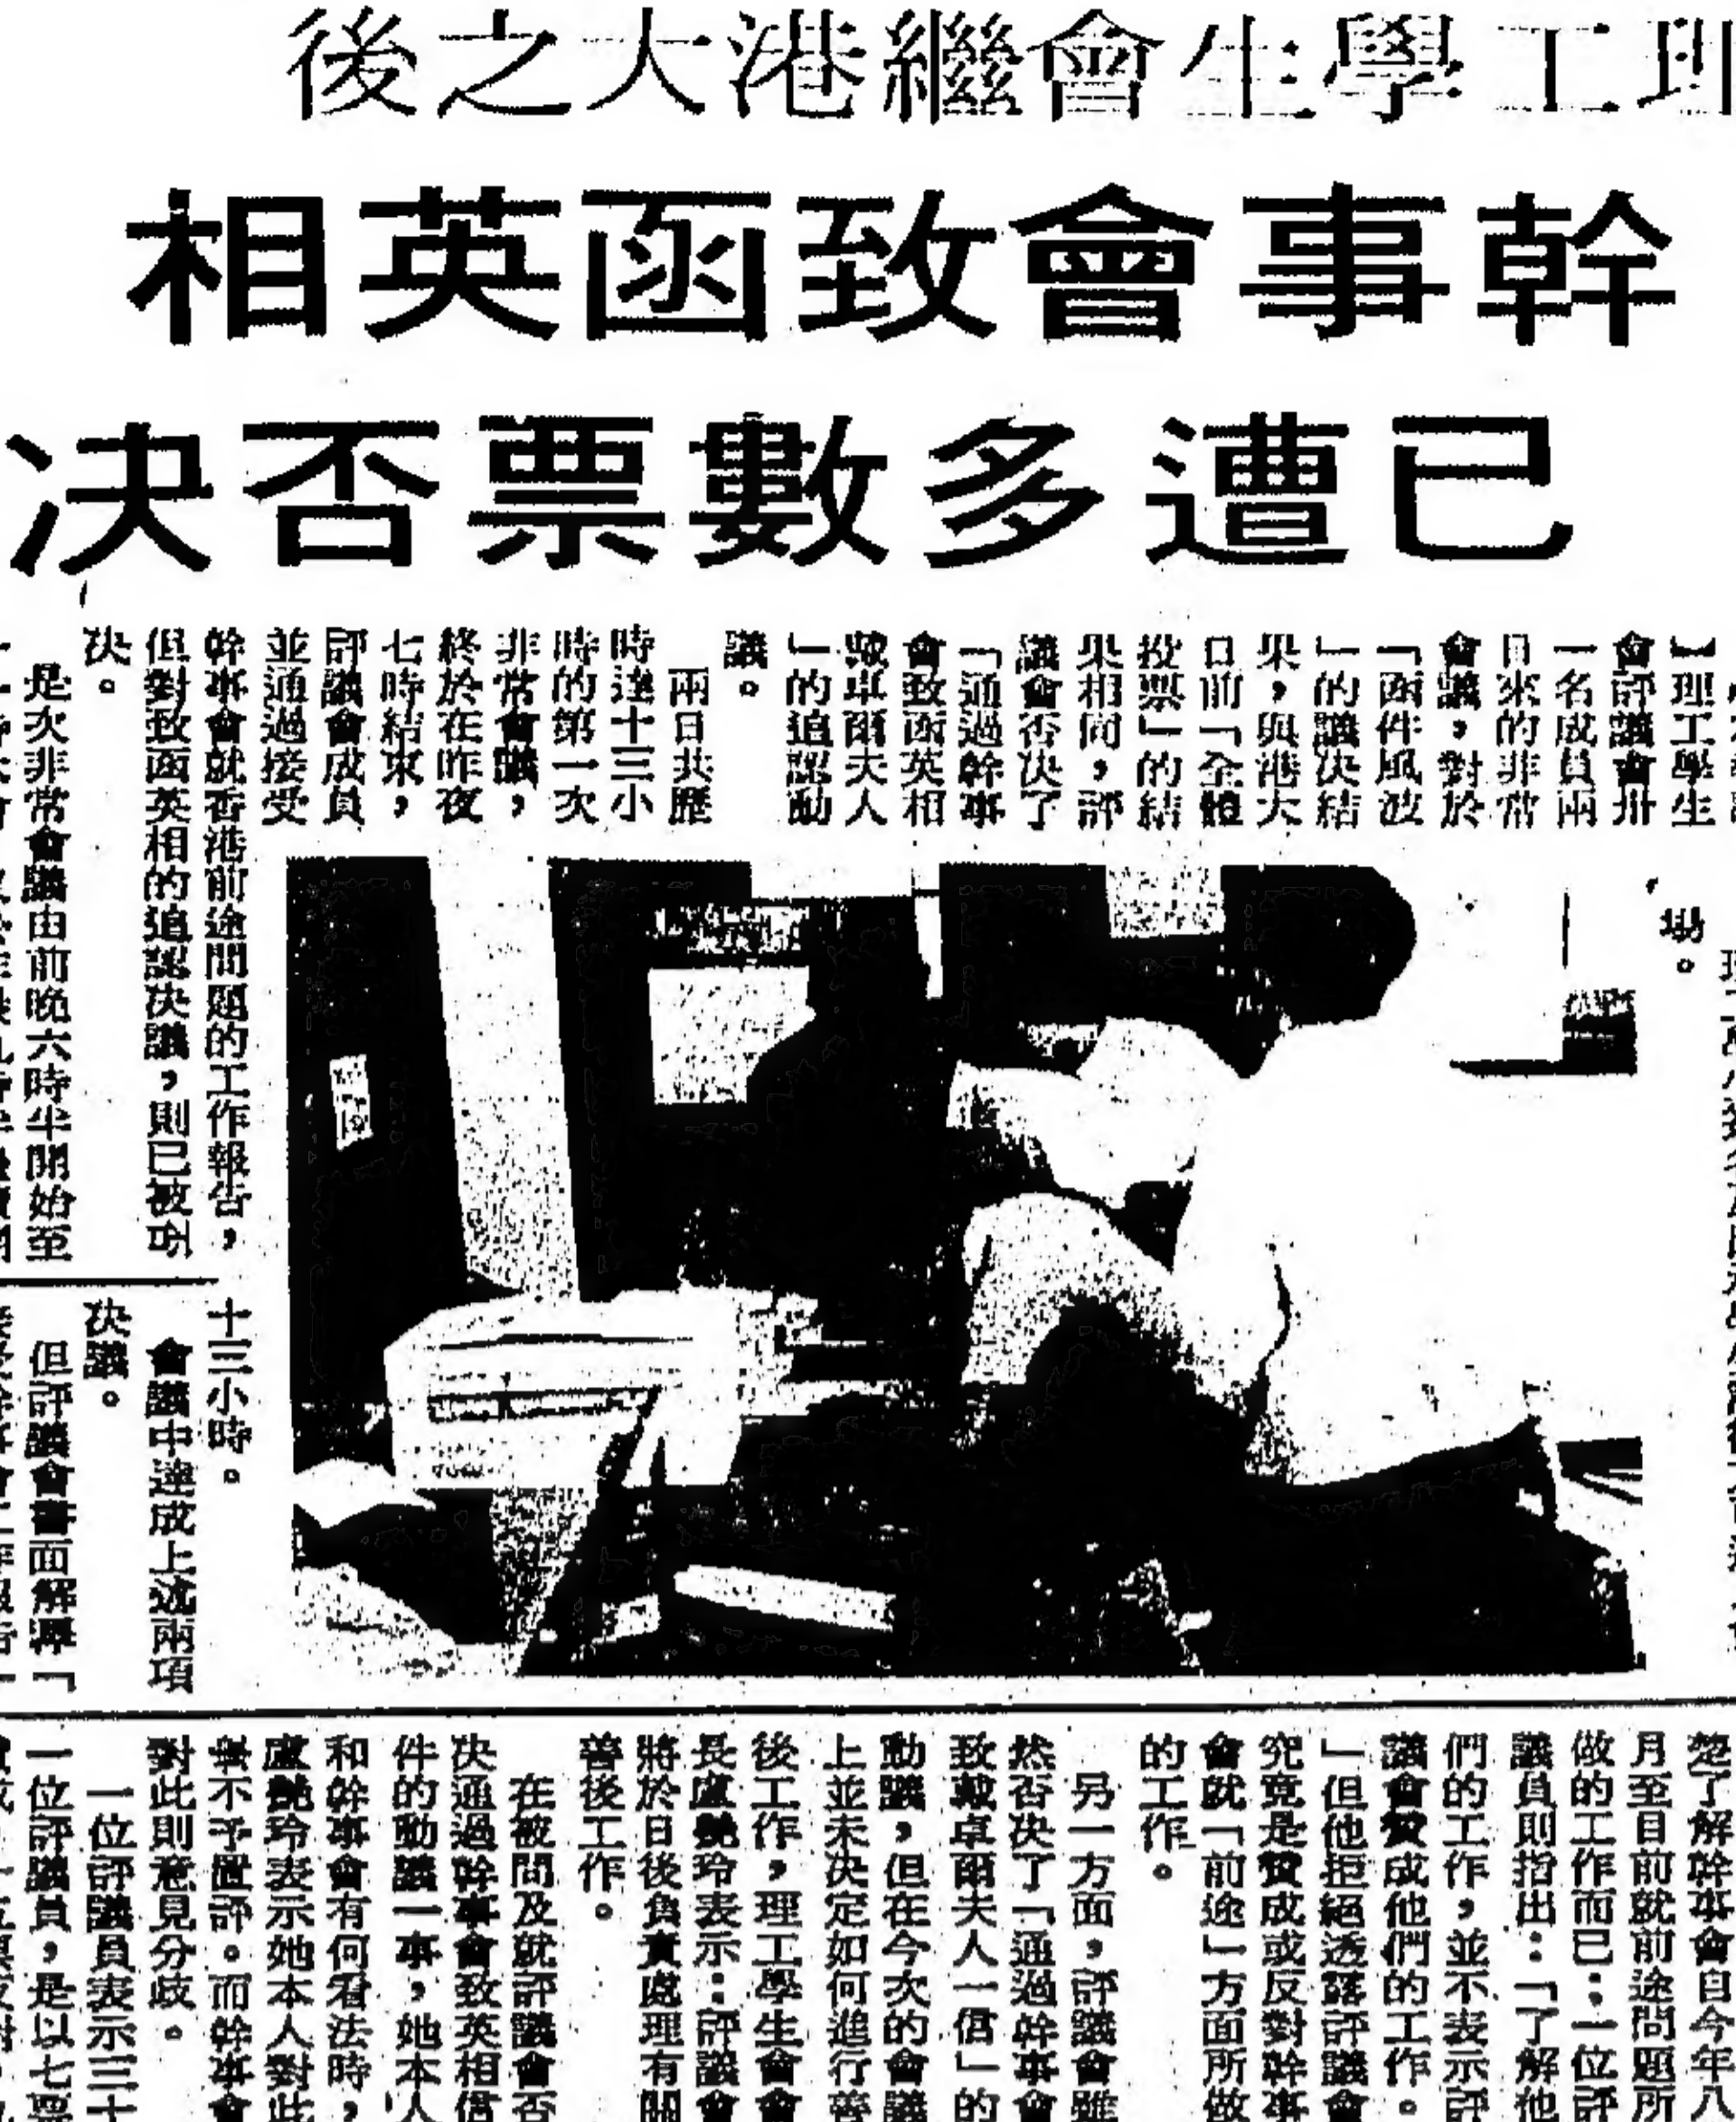 理工學生會繼港大之後
幹事會致函英相
已遭多數票否决
】理工學生
會評議會卅
一名成員兩
日來的非常
會議，對於
「函件風波
」的議决結
果，與港大
日前「全體
投票」的結
果相同，評
議會否决了
「通過幹事
會致函英相
戴卓爾夫人
」的追認動
議。
兩日共歷
時達十三小
時的第一次
非常會議，
終於在昨夜
七時結束，
評議會成員
並通過接受
幹事會就香港前途問題的工作報告，
但對致函英相的追認决議，則已被否
决。
是次非常會議由前晚六時半開始至
場。
十三小時。
會議中達成上述兩項
决議。
但評議會書面解釋「
楚了解幹事會自今年八
月至目前就前途問題所
做的工作而已；一位評
議員則指出：「了解他
們的工作，並不表示評
議會贊成他們的工作。
」但他拒絕透露評議會
究竟是贊成或反對幹事
會就「前途」方面所做
的工作。
另一方面，評議會雖
然否决了「通過幹事會
致戴卓爾夫人一信」的
動議，但在今次的會議
上並未决定如何進行善
後工作，理工學生會會
長盧艷玲表示：評議會
將於日後負責處理有關
善後工作。
在被問及就評議會否
决通過幹事會致英相信
件的動議一事，她本人
和幹事會有何看法時，
盧艷玲表示她本人對此
事不予置評。而幹事會
對此則意見分歧。
一位評議員表示三十
一位評議員，是以七票